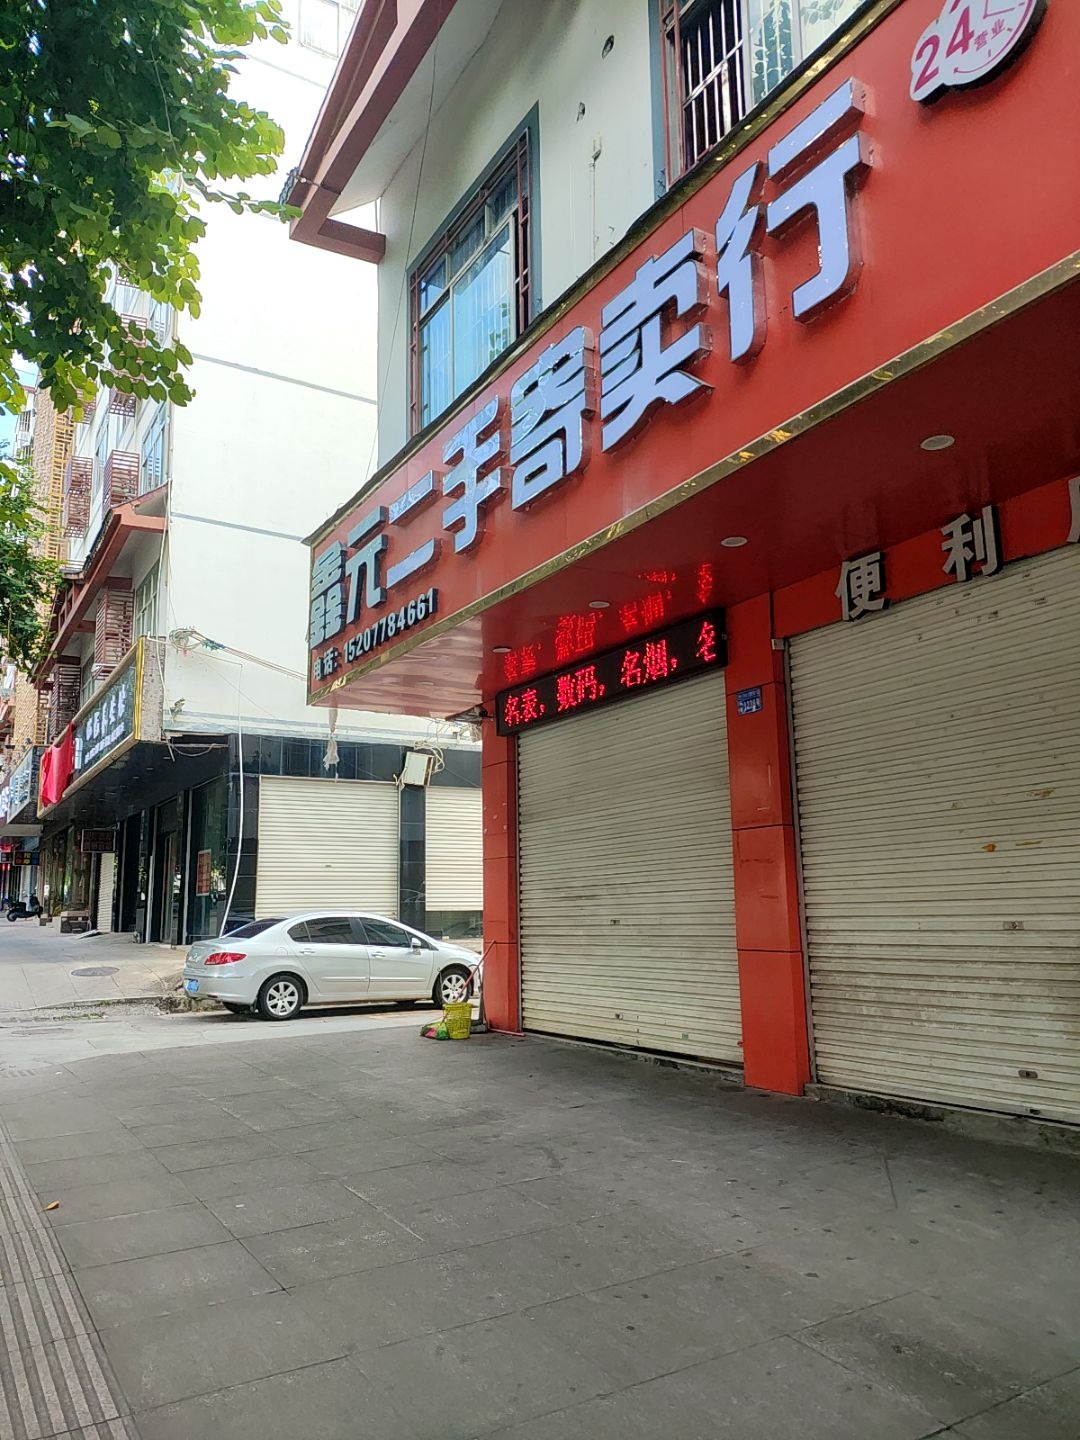 24
营业
鑫元二手寄卖行
电话：15207784661
便利
名表，数码，名烟，名